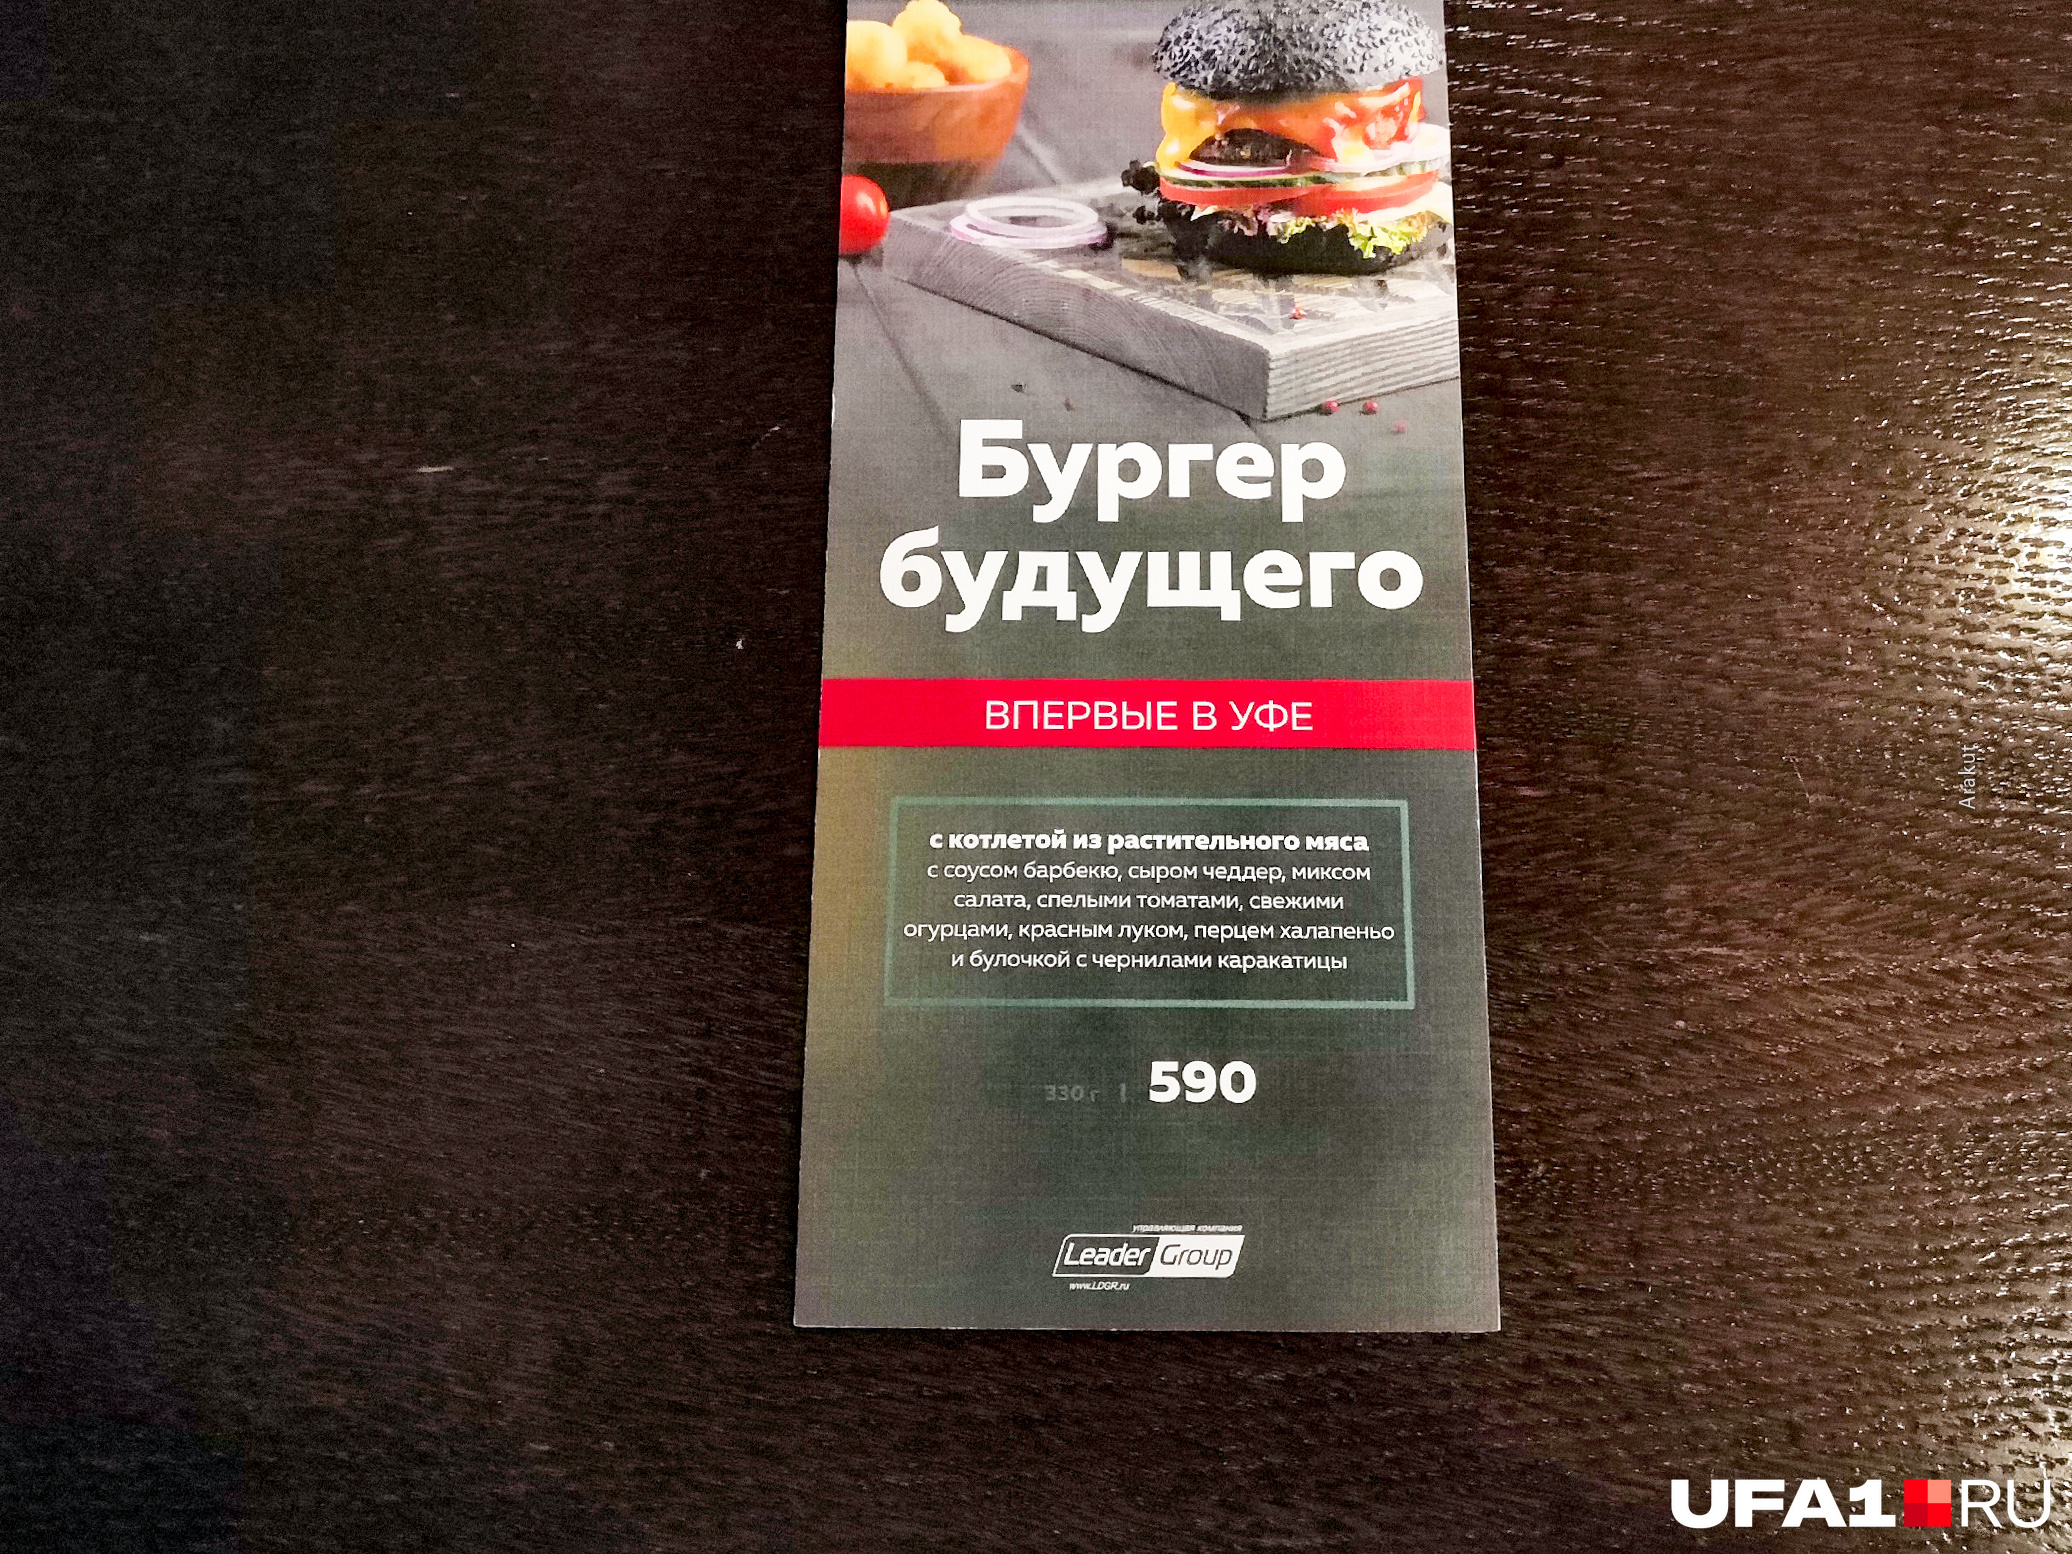 Бургер
будущего
ВПЕРВЫЕ В УФЕ
с котлетой из растительного мяса
с соусом барбекю, сыром чеддер, миксом
салата, спелыми томатами, свежими
огурцами, красным луком, перцем халапеньо
и булочкой с чернилами каракатицы
330 г | 590
управляющая компания
Leader Group
www.LDGR.ru
Arakut
UFA1 RU